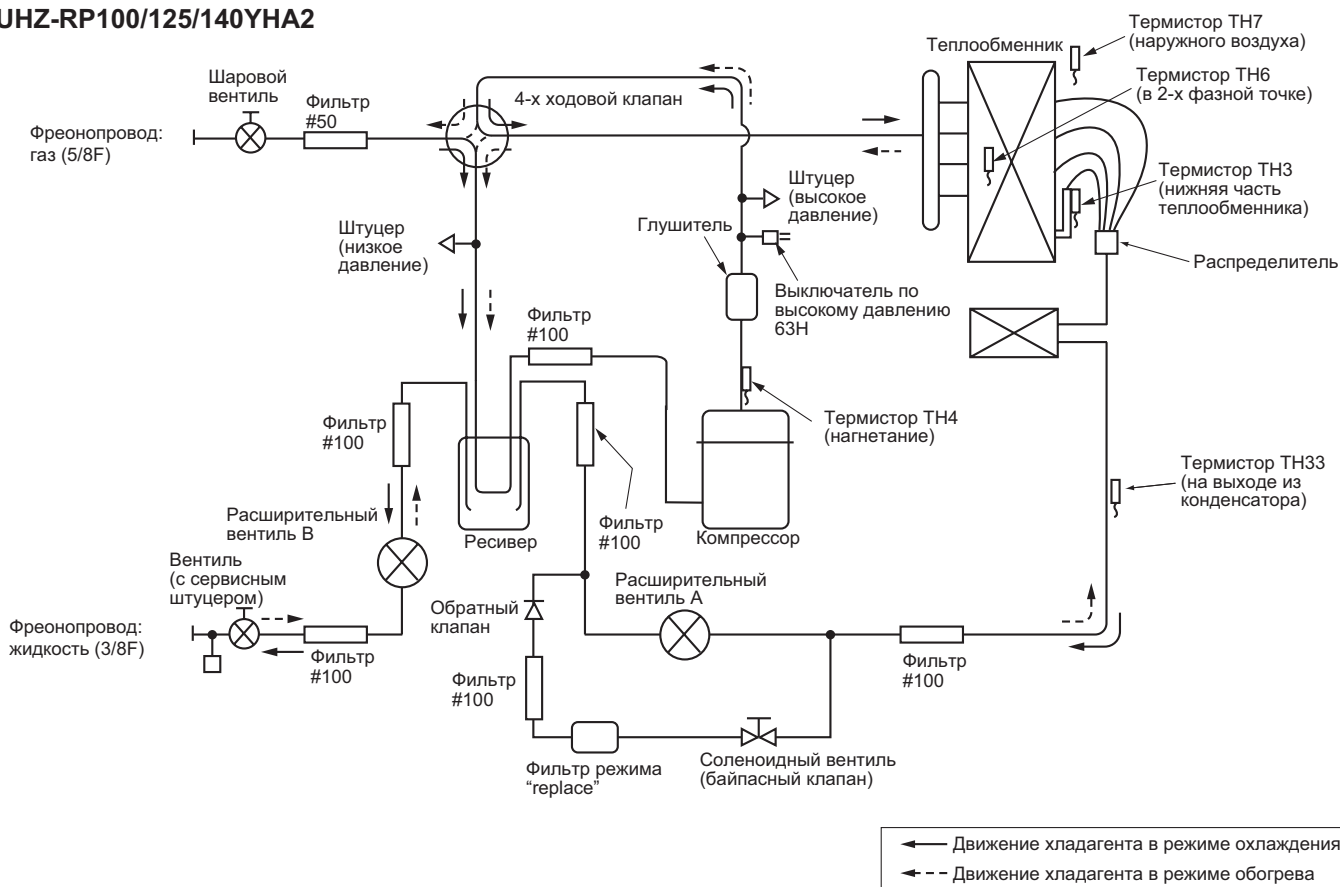 UHZ-RP100/125/140YHA2
Термистор TH7
(наружного воздуха)
Теплообменник
Термистор TH6
(в 2-х фазной точке)
Шаровой
вентиль
Фильтр
#50
4-х ходовой клапан
Фреонопровод:
газ (5/8F)
Термистор TH3
(нижняя часть
теплообменника)
Штуцер
(высокое
давление)
Глушитель
Штуцер
(низкое
давление)
Распределитель
Выключатель по
высокому давлению
63H
Фильтр
#100
Фильтр
#100
Термистор TH4
(нагнетание)
Термистор TH33
(на выходе из
конденсатора)
Расширительный
вентиль B
Ресивер
Фильтр
#100
Компрессор
Вентиль
(с сервисным
штуцером)
Расширительный
вентиль A
Обратный
клапан
Фреонопровод:
жидкость (3/8F)
Фильтр
#100
Фильтр
#100
Фильтр
#100
Фильтр режима
“replace”
Соленоидный вентиль
(байпасный клапан)
Движение хладагента в режиме охлаждения
Движение хладагента в режиме обогрева